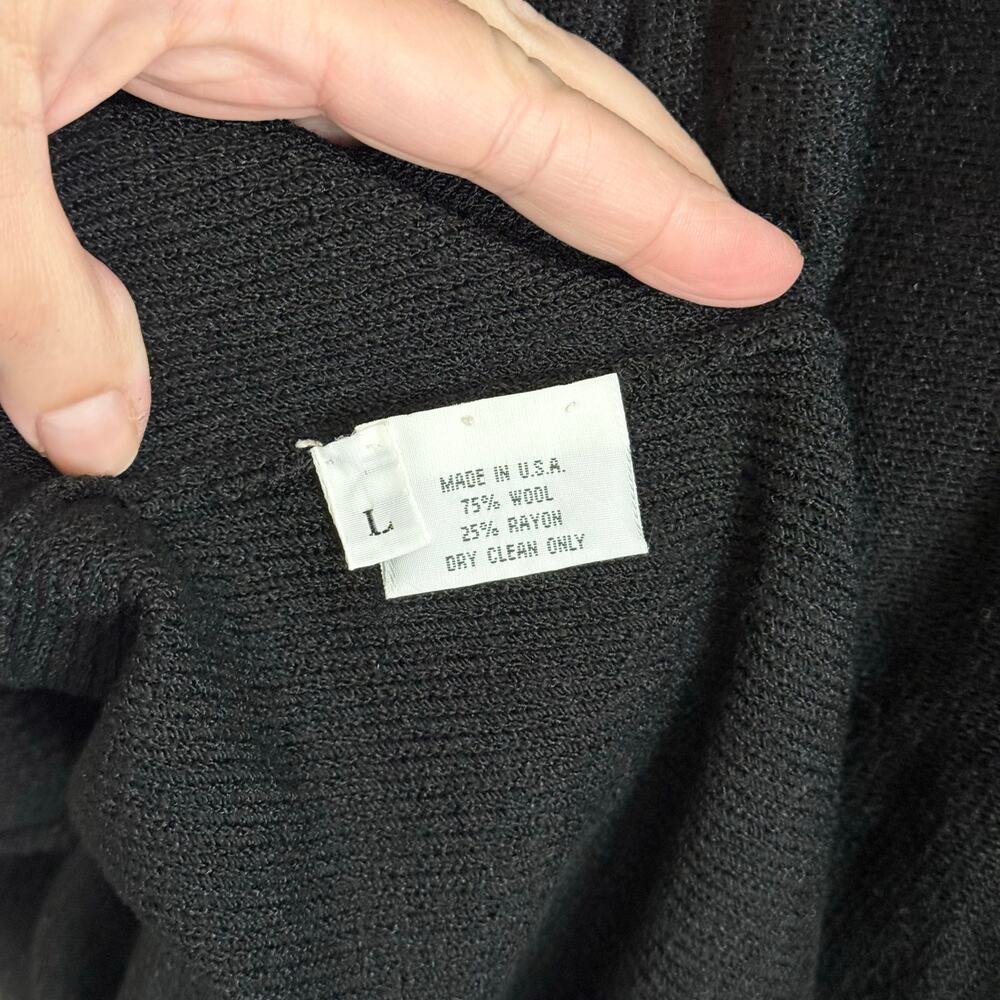 MADE IN U.S.A.
75% WOOL
25% RAYON
DRY CLEAN ONLY
L